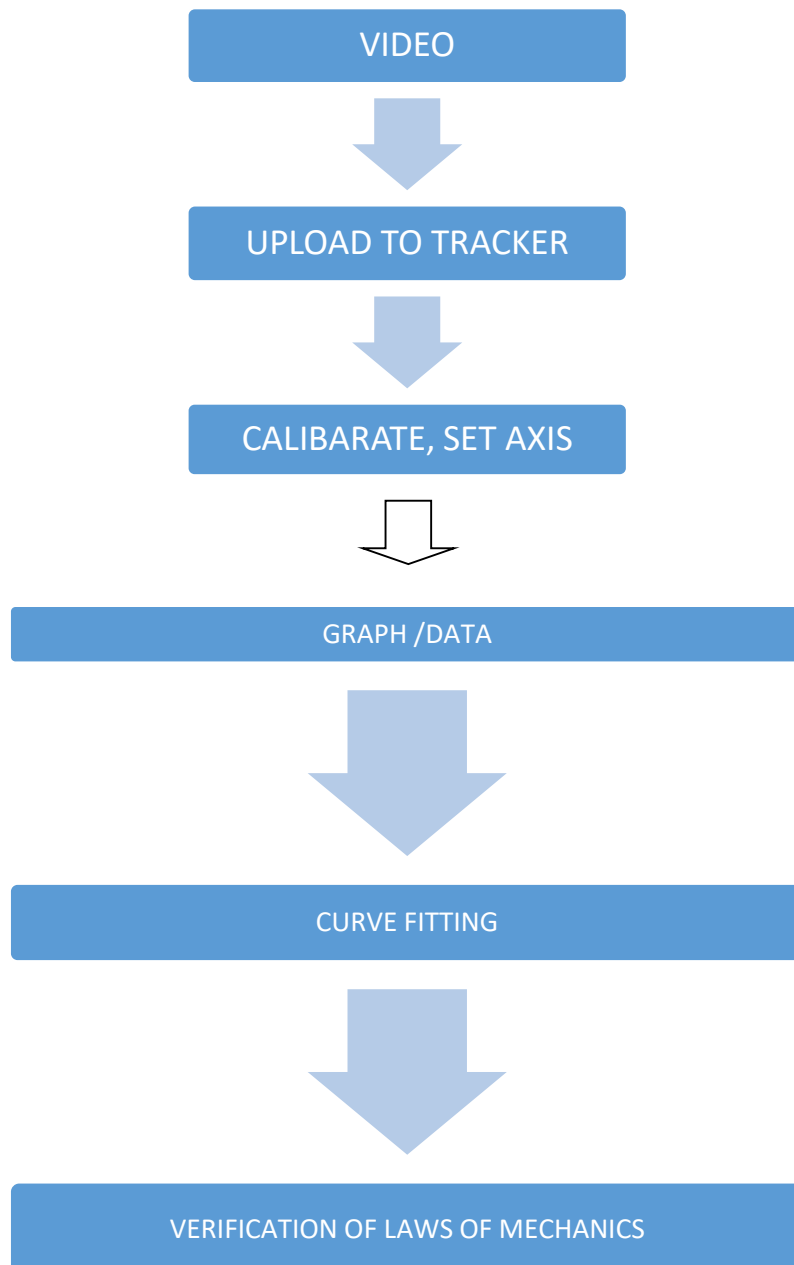 VIDEO
UPLOAD TO TRACKER
CALIBARATE, SET AXIS
GRAPH /DATA
CURVE FITTING
VERIFICATION OF LAWS OF MECHANICS